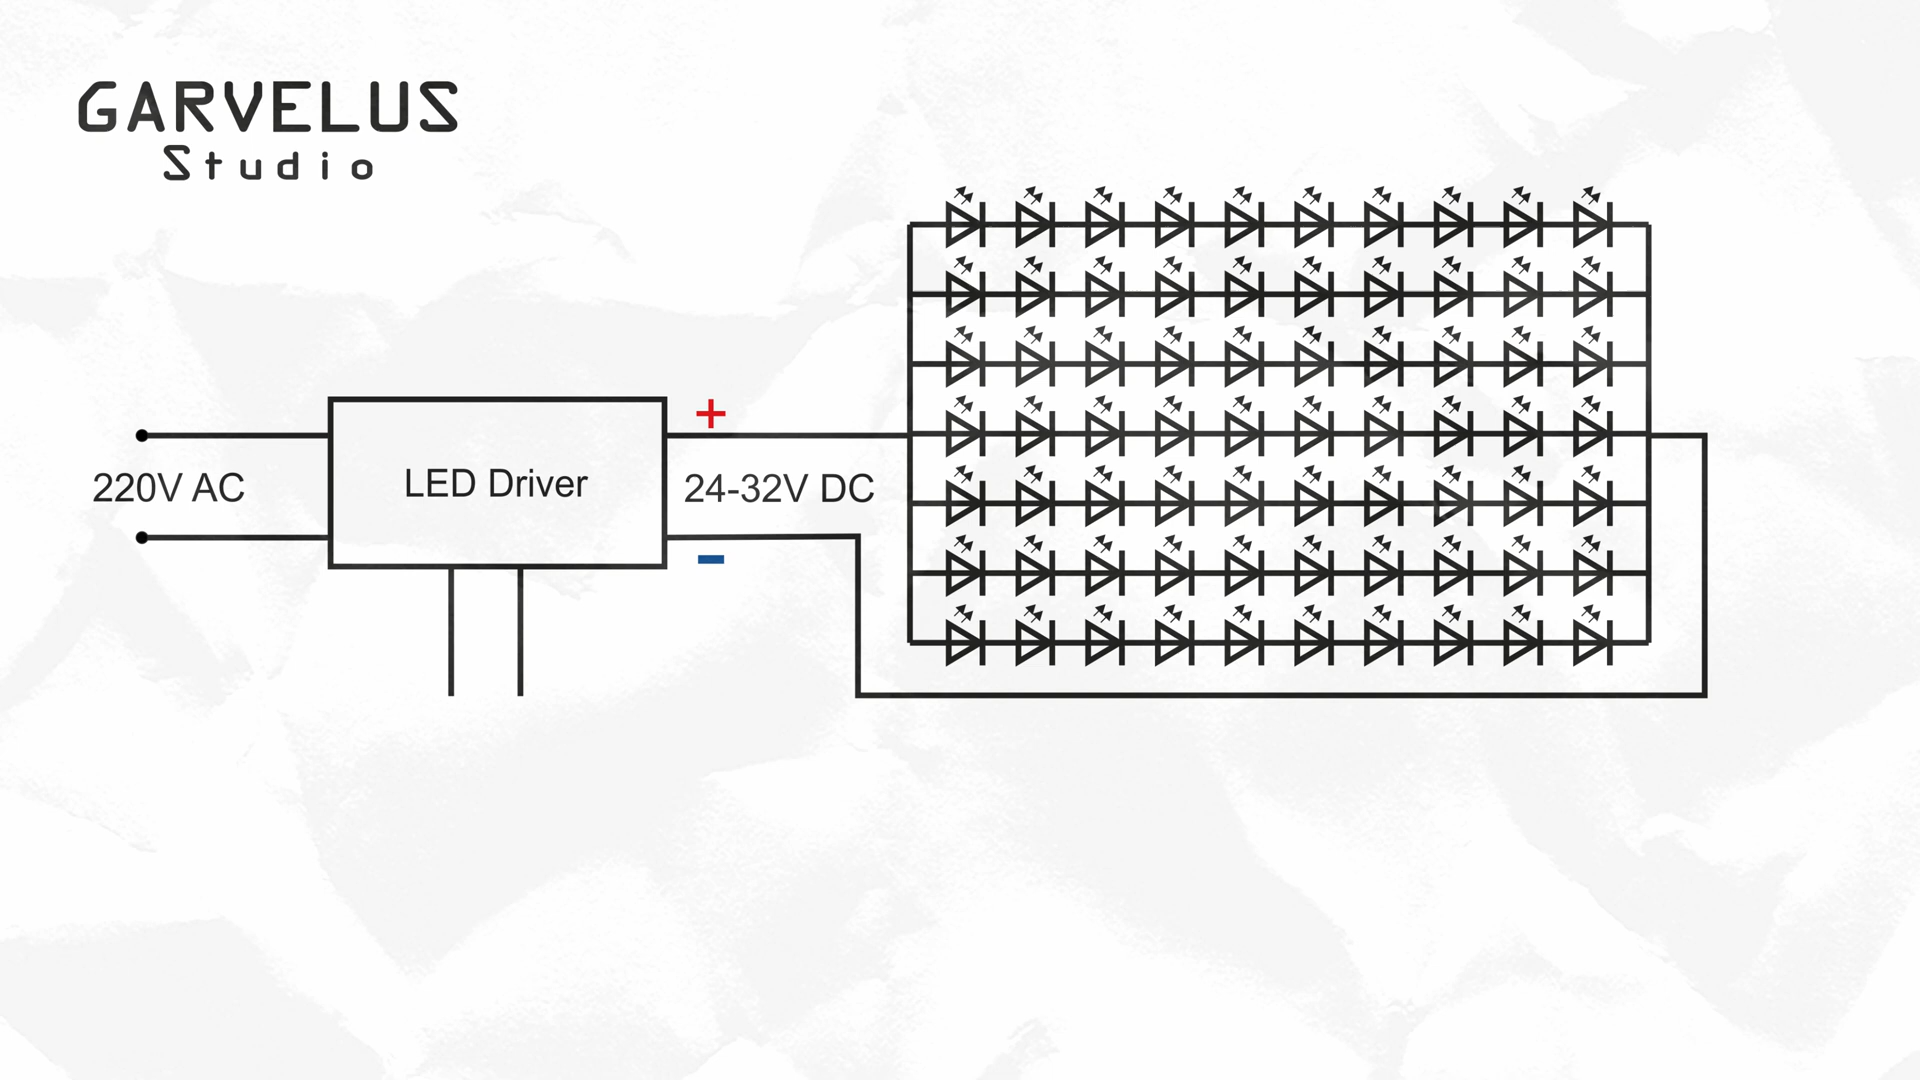 GARVELUS
Studio
+
220V AC
LED Driver
24-32V DC
-